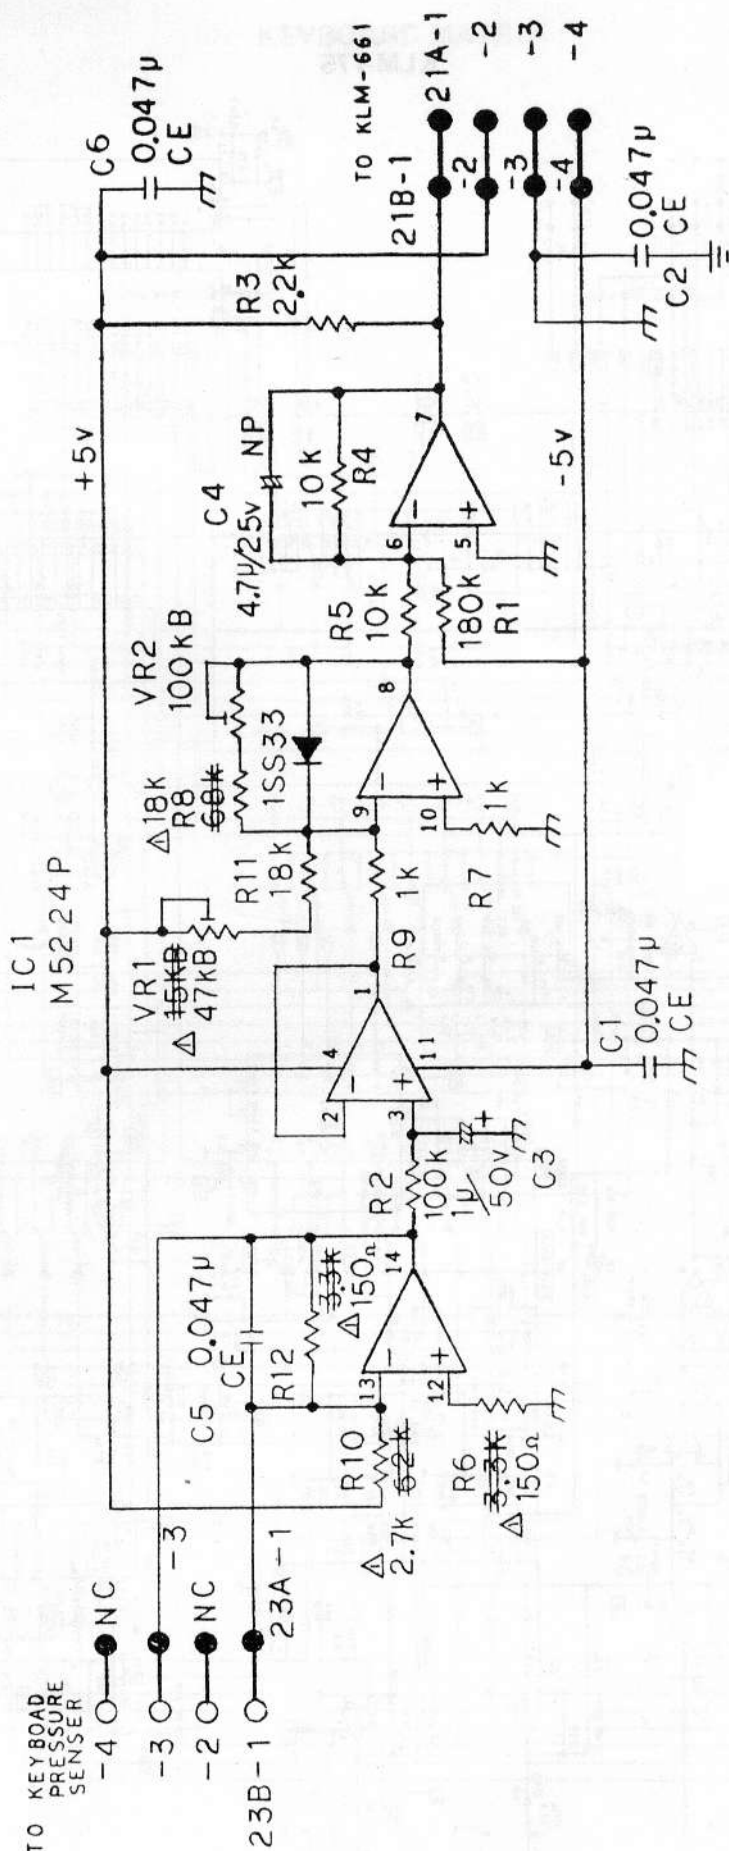 TO KEYBOAD
PRESSURE
SENSER
-4
NC
-3
-3
-2
NC
23B-1
23A-1
C5 0.047μ
CE
R12
3.3K
⚠150Ω
R10
62K
⚠
2.7k
13
12
14
R6
3.3K
⚠150Ω
R2
100k
1μ/50v
+
C3
IC1
M5224P
2
3
4
11
1
VR1
⚠ 15KB
47kB
R11
18k
R9
1k
C1
0.047μ
CE
⚠18k
R8
68k
VR2
100kB
1SS33
9
10
8
R7
1k
R5
10k
180k
R1
+5v
-5v
C4
4.7μ/25v
NP
10k
R4
6
5
7
R3
2.2k
C6
0.047μ
CE
TO KLM-661
21B-1
21A-1
-2
-2
-3
-3
-4
-4
0.047μ
CE
C2